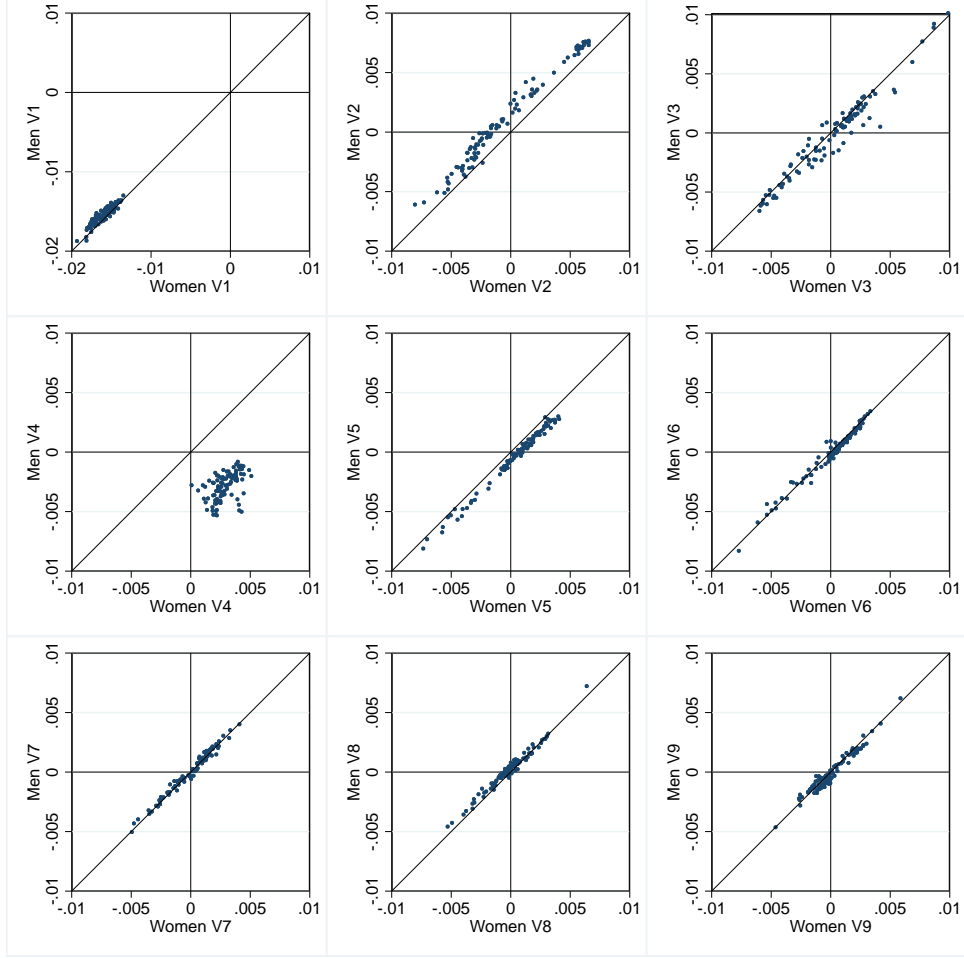 .01
0
-.01
-.02
Men V1
-.02 -.01 0 .01
Women V1
.01
.005
0
-.005
-.01
Men V2
-.01 -.005 0 .005 .01
Women V2
.01
.005
0
-.005
-.01
Men V3
-.01 -.005 0 .005 .01
Women V3
.01
.005
0
-.005
-.01
Men V4
-.01 -.005 0 .005 .01
Women V4
.01
.005
0
-.005
-.01
Men V5
-.01 -.005 0 .005 .01
Women V5
.01
.005
0
-.005
-.01
Men V6
-.01 -.005 0 .005 .01
Women V6
.01
.005
0
-.005
-.01
Men V7
-.01 -.005 0 .005 .01
Women V7
.01
.005
0
-.005
-.01
Men V8
-.01 -.005 0 .005 .01
Women V8
.01
.005
0
-.005
-.01
Men V9
-.01 -.005 0 .005 .01
Women V9